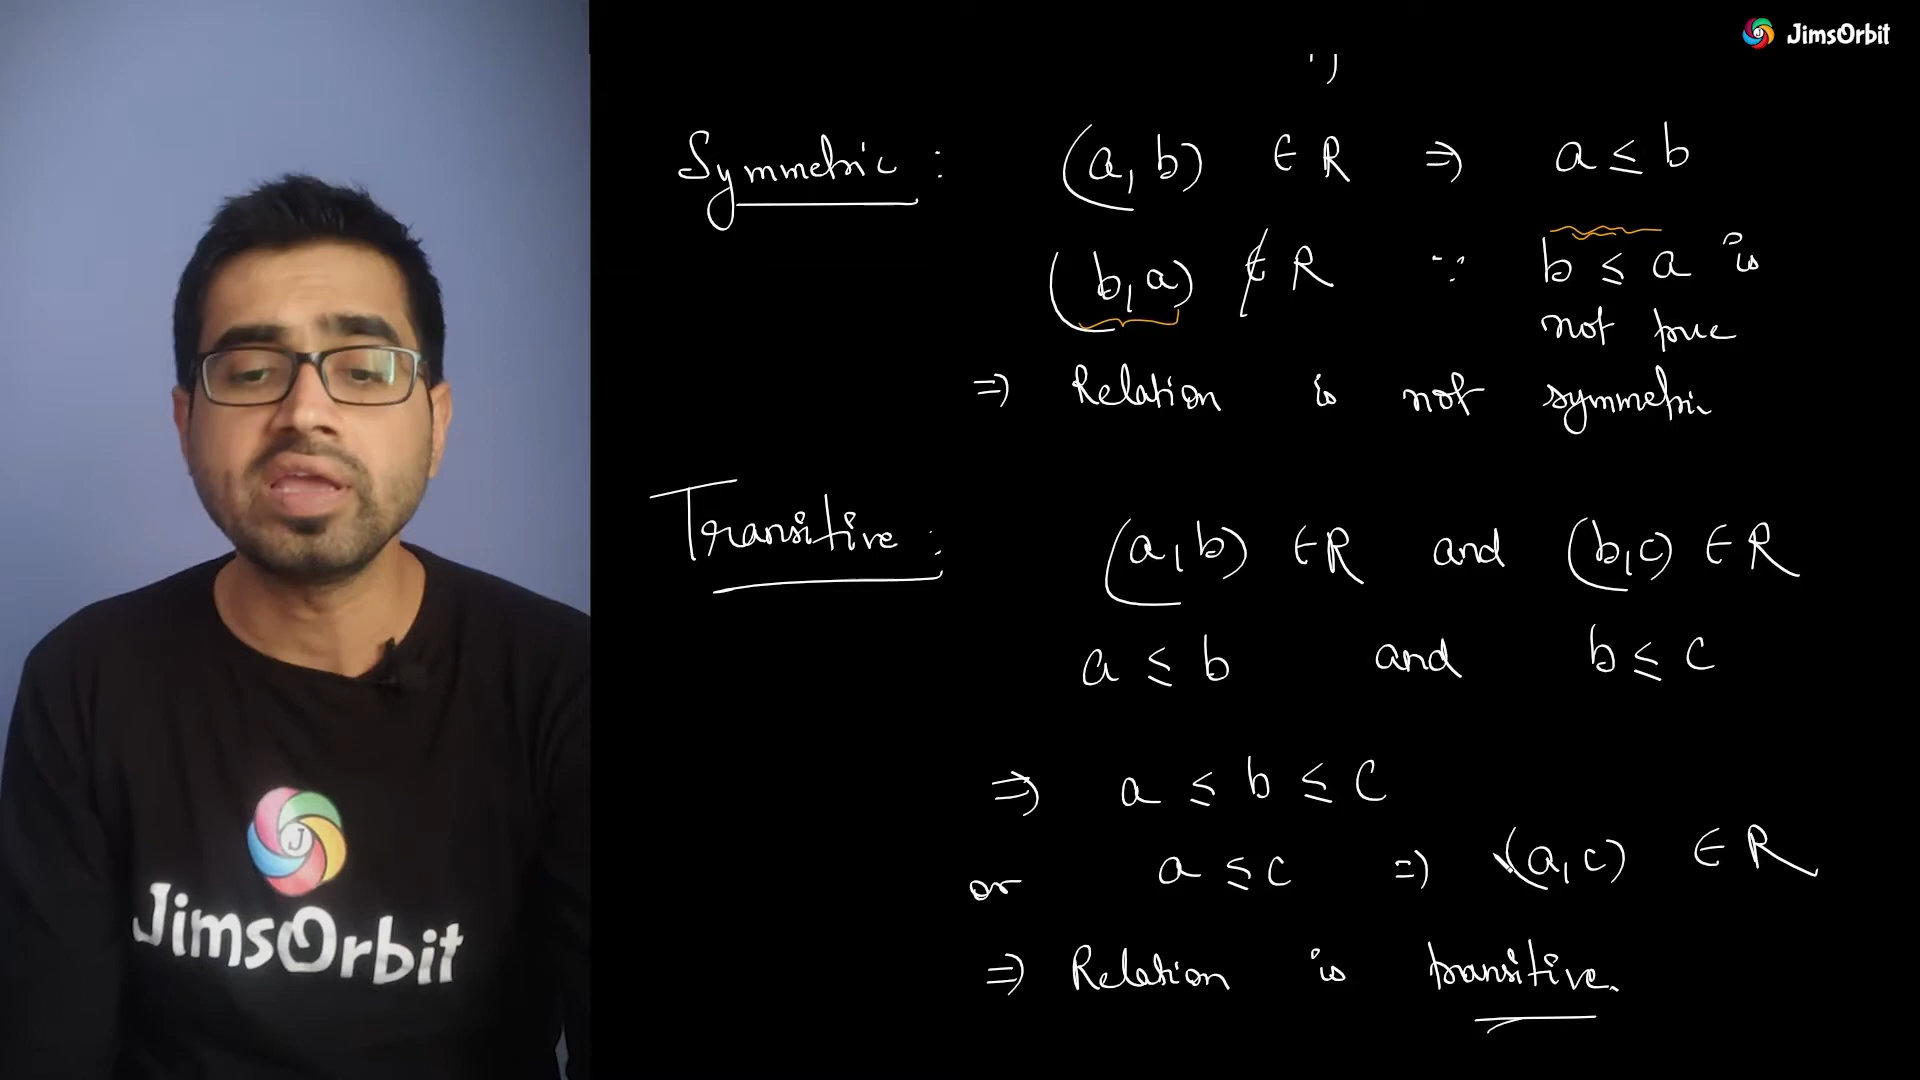 JimsOrbit
Symmetric : (a, b) ∈ R ⇒ a ≤ b
(b, a) ∉ R ∵ b ≤ a is
not true
⇒ Relation is not symmetric
Transitive : (a, b) ∈ R and (b, c) ∈ R
a ≤ b and b ≤ c
⇒ a ≤ b ≤ c
or a ≤ c ⇒ (a, c) ∈ R
⇒ Relation is transitive.
J
JimsOrbit